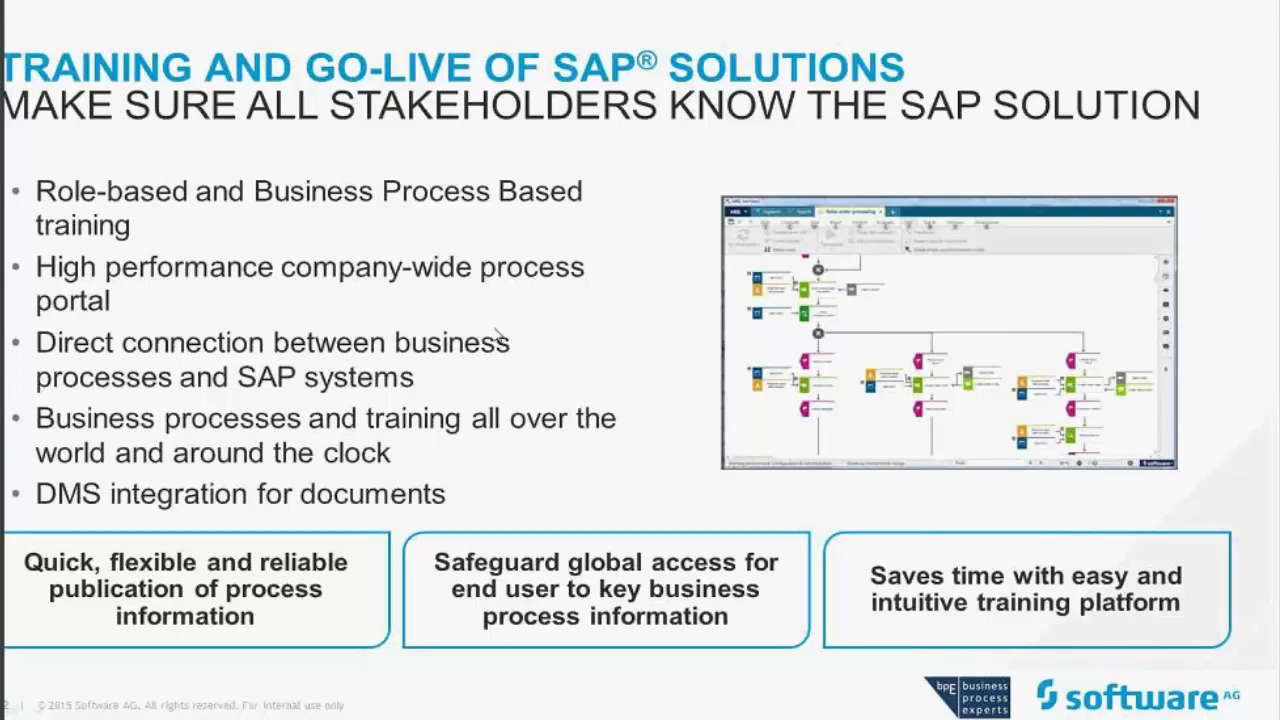 TRAINING AND GO-LIVE OF SAP® SOLUTIONS
MAKE SURE ALL STAKEHOLDERS KNOW THE SAP SOLUTION
• Role-based and Business Process Based
training
• High performance company-wide process
portal
• Direct connection between business
processes and SAP systems
• Business processes and training all over the
world and around the clock
• DMS integration for documents
Quick, flexible and reliable
publication of process
information
Safeguard global access for
end user to key business
process information
Saves time with easy and
intuitive training platform
2 | © 2015 Software AG. All rights reserved. For internal use only
bpE business
process
experts
software AG